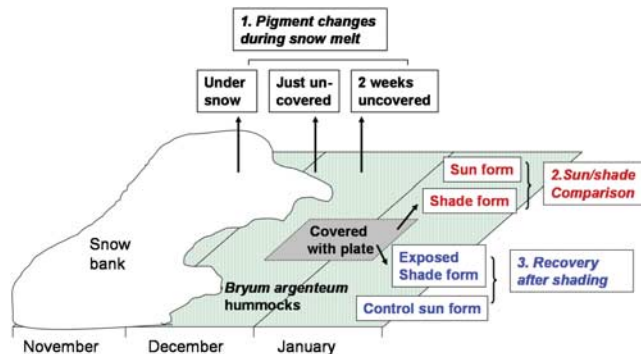 1. Pigment changes
during snow melt
Under
snow
Just un-
covered
2 weeks
uncovered
Sun form
Shade form
2.Sun/shade
Comparison
Covered
with plate
Exposed
Shade form
Control sun form
3. Recovery
after shading
Snow
bank
Bryum argenteum
hummocks
November
December
January